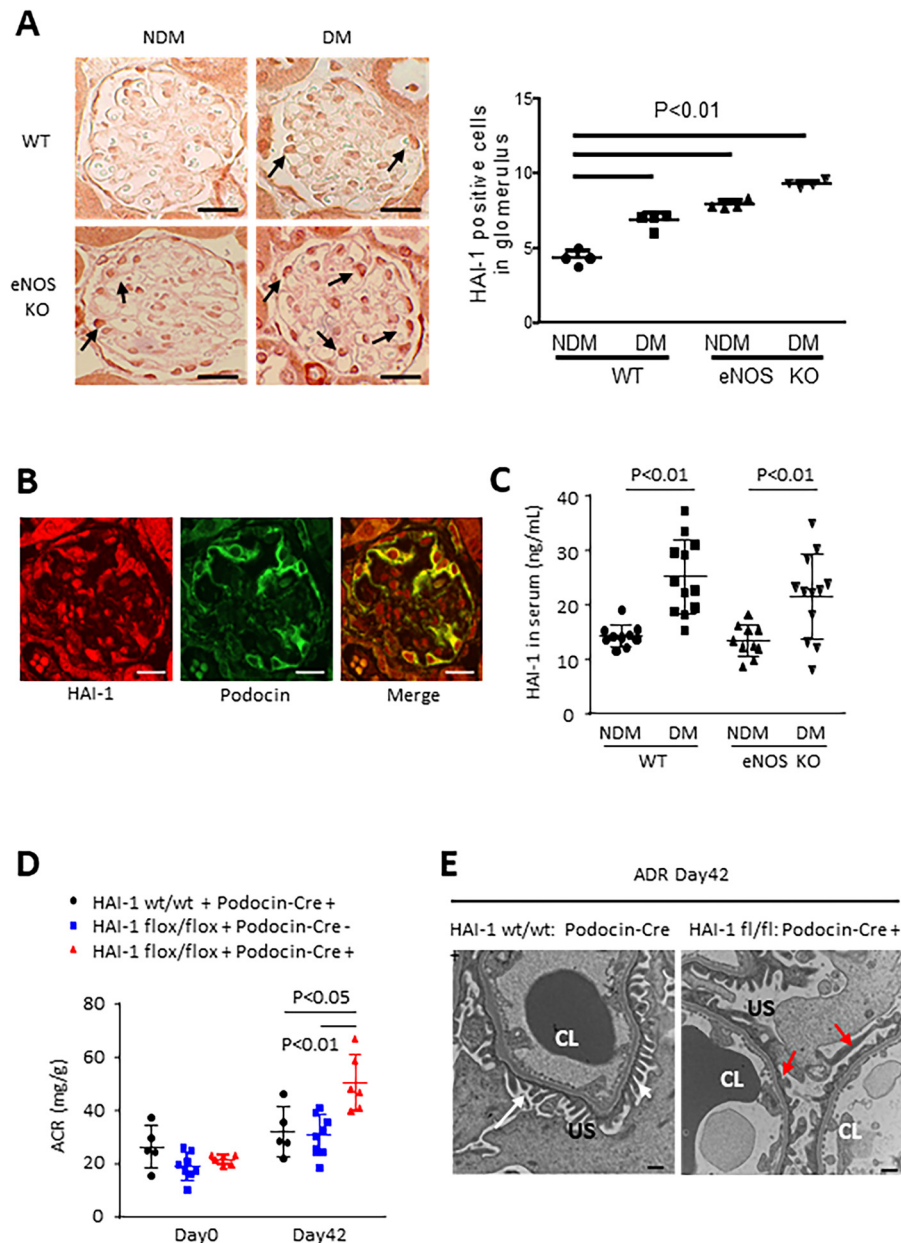 A
NDM DM
WT
eNOS
KO
HAI-1 positive cells
in glomerulus
15
10
5
0
P<0.01
NDM DM NDM DM
WT eNOS KO
B
HAI-1 Podocin Merge
C
HAI-1 in serum (ng/mL)
40
30
20
10
0
P<0.01 P<0.01
NDM DM NDM DM
WT eNOS KO
D
HAI-1 wt/wt + Podocin-Cre +
HAI-1 flox/flox + Podocin-Cre -
HAI-1 flox/flox + Podocin-Cre +
ACR (mg/g)
80
60
40
20
0
P<0.05
P<0.01
Day0 Day42
E
ADR Day42
HAI-1 wt/wt: Podocin-Cre
+
HAI-1 fl/fl: Podocin-Cre +
CL
US
US
CL
CL